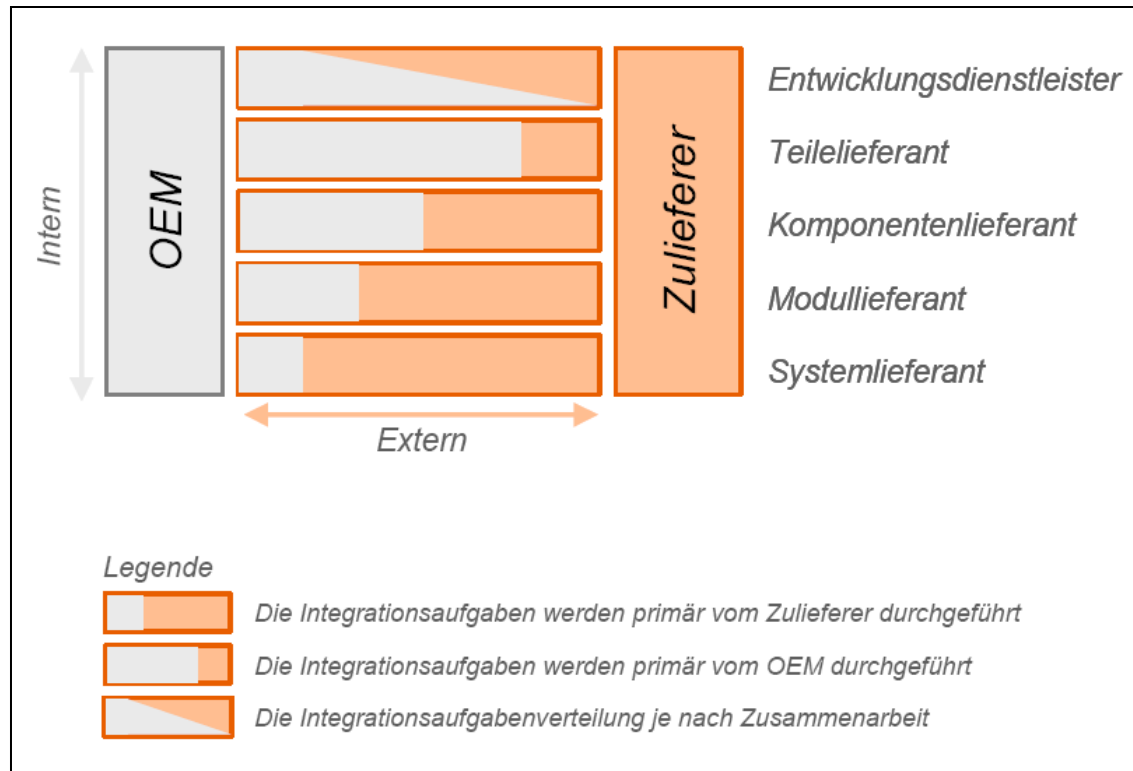 Intern
OEM
Zulieferer
Entwicklungsdienstleister
Teilelieferant
Komponentenlieferant
Modullieferant
Systemlieferant
Extern
Legende
Die Integrationsaufgaben werden primär vom Zulieferer durchgeführt
Die Integrationsaufgaben werden primär vom OEM durchgeführt
Die Integrationsaufgabenverteilung je nach Zusammenarbeit